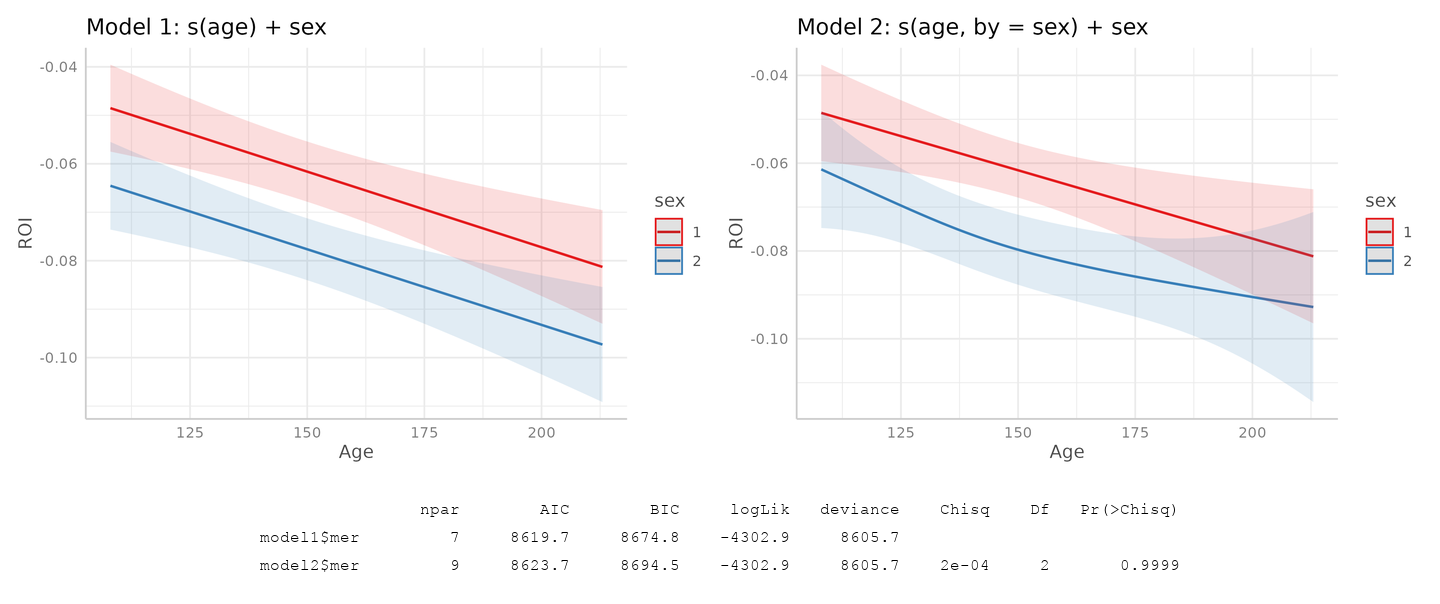 Model 1: s(age) + sex
-0.04
-0.06
-0.08
-0.10
ROI
125 150 175 200
Age
sex
1
2
Model 2: s(age, by = sex) + sex
-0.04
-0.06
-0.08
-0.10
ROI
125 150 175 200
Age
sex
1
2
npar AIC BIC logLik deviance Chisq Df Pr(>Chisq)
model1$mer 7 8619.7 8674.8 -4302.9 8605.7
model2$mer 9 8623.7 8694.5 -4302.9 8605.7 2e-04 2 0.9999